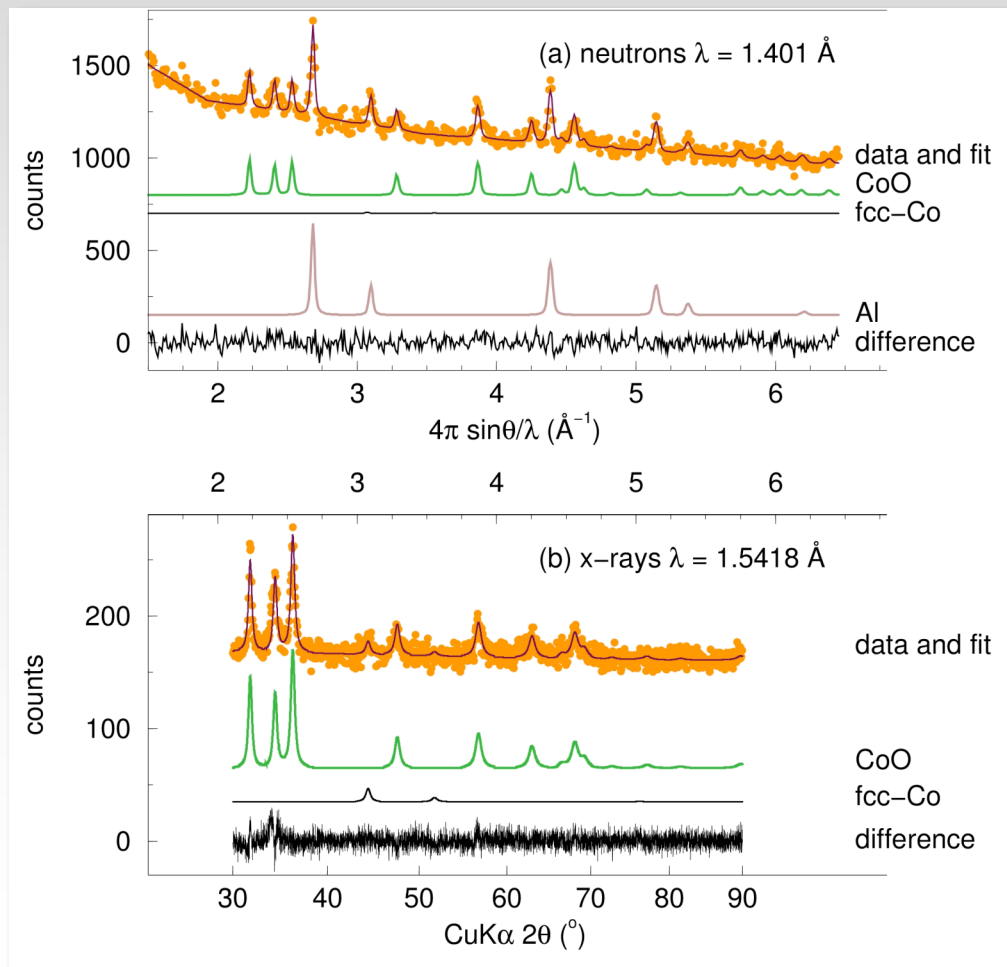 (a) neutrons λ = 1.401 Å
1500
1000
500
0
counts
data and fit
CoO
fcc−Co
Al
difference
2 3 4 5 6
4π sinθ/λ (Å⁻¹)
2 3 4 5 6
(b) x−rays λ = 1.5418 Å
200
100
0
counts
data and fit
CoO
fcc−Co
difference
30 40 50 60 70 80 90
CuKα 2θ (°)